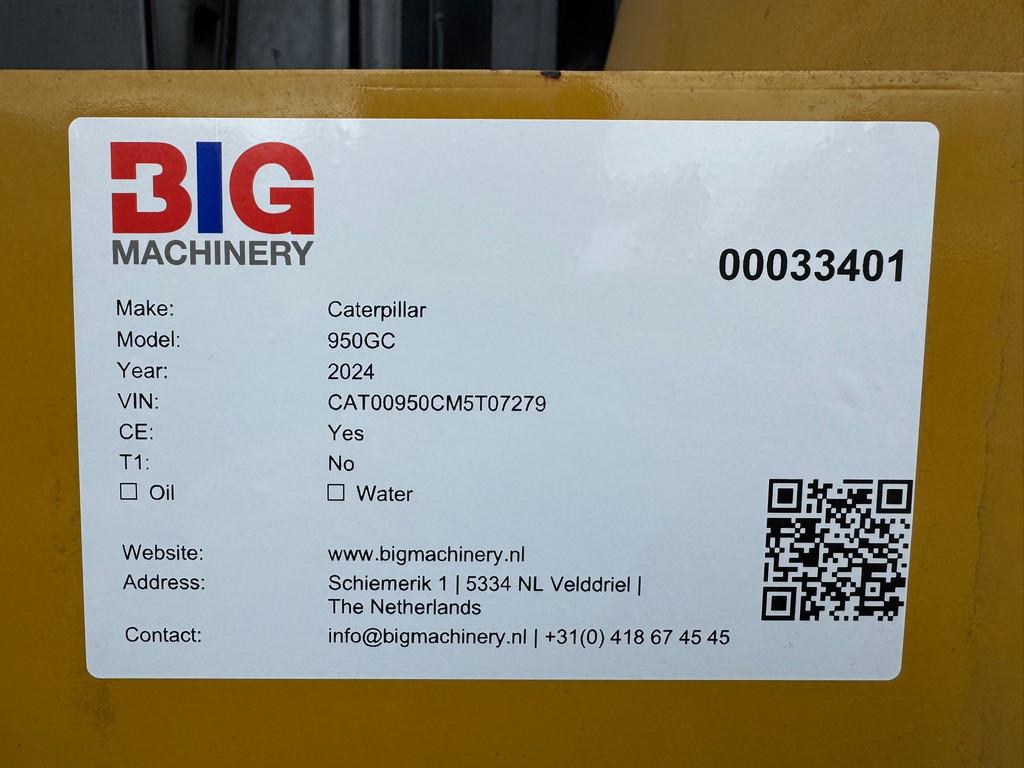 BIG
MACHINERY
00033401
Make: Caterpillar
Model: 950GC
Year: 2024
VIN: CAT00950CM5T07279
CE: Yes
T1: No
☐ Oil ☐ Water
Website: www.bigmachinery.nl
Address: Schiemerik 1 | 5334 NL Velddriel |
The Netherlands
Contact: info@bigmachinery.nl | +31(0) 418 67 45 45